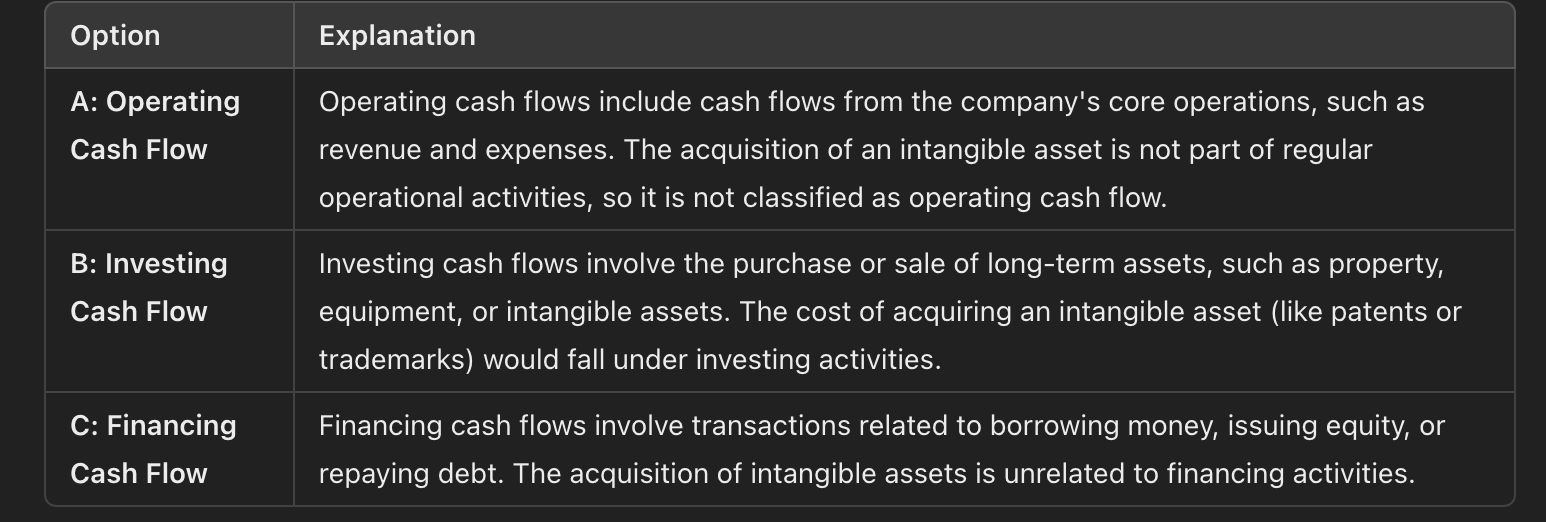 Option
Explanation
A: Operating
Cash Flow
Operating cash flows include cash flows from the company's core operations, such as
revenue and expenses. The acquisition of an intangible asset is not part of regular
operational activities, so it is not classified as operating cash flow.
B: Investing
Cash Flow
Investing cash flows involve the purchase or sale of long-term assets, such as property,
equipment, or intangible assets. The cost of acquiring an intangible asset (like patents or
trademarks) would fall under investing activities.
C: Financing
Cash Flow
Financing cash flows involve transactions related to borrowing money, issuing equity, or
repaying debt. The acquisition of intangible assets is unrelated to financing activities.